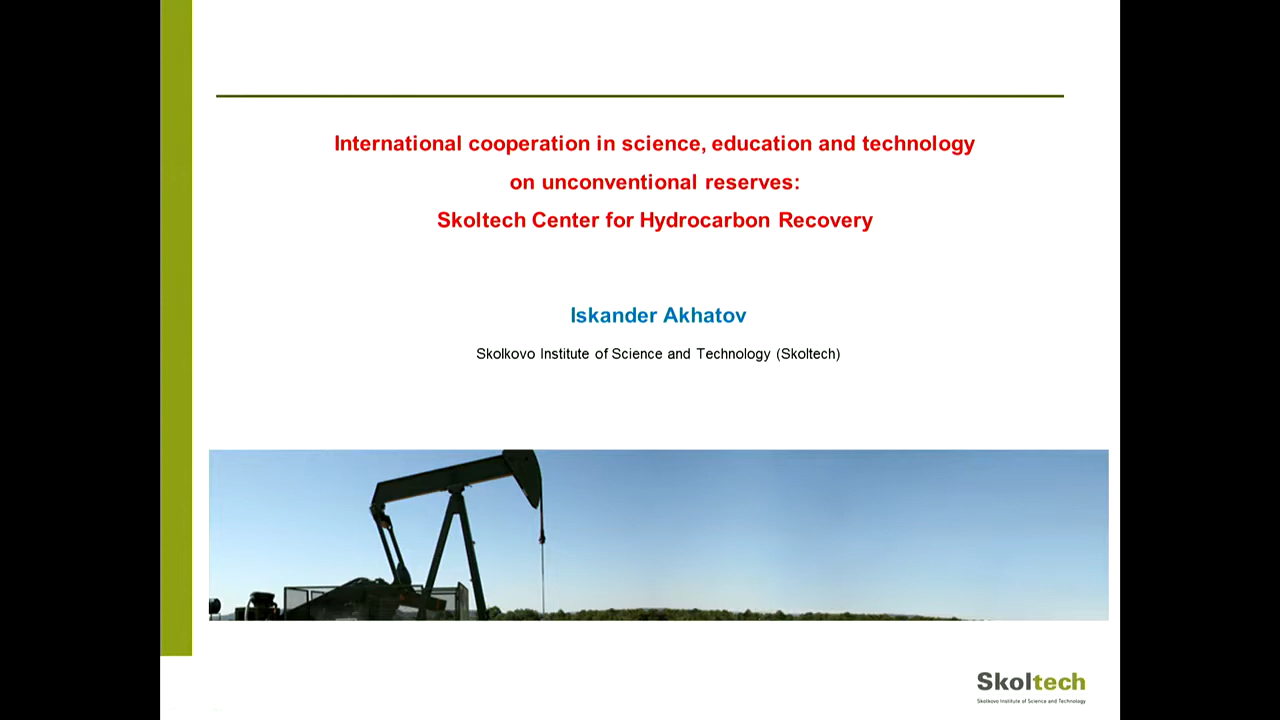 International cooperation in science, education and technology
on unconventional reserves:
Skoltech Center for Hydrocarbon Recovery
Iskander Akhatov
Skolkovo Institute of Science and Technology (Skoltech)
Skoltech
Skolkovo Institute of Science and Technology